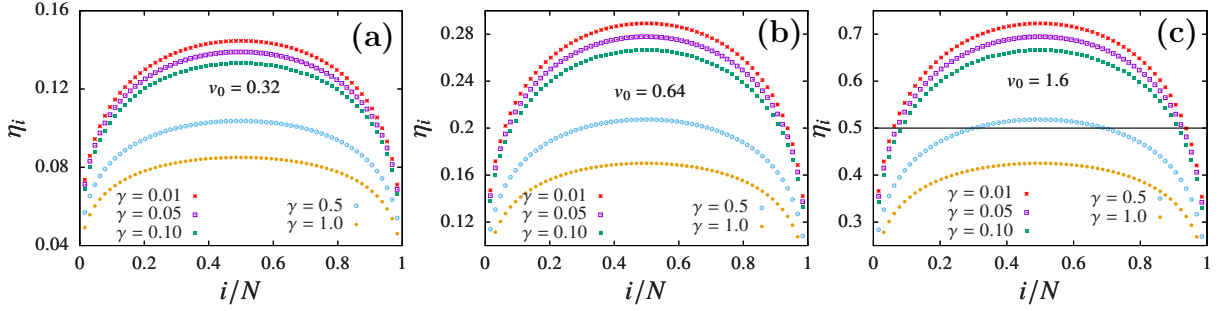 0.16
0.12
0.08
0.04
η_i
(a)
v_0 = 0.32
γ = 0.01
γ = 0.05
γ = 0.10
γ = 0.5
γ = 1.0
0 0.2 0.4 0.6 0.8 1
i/N
0.28
0.24
0.2
0.16
0.12
η_i
(b)
v_0 = 0.64
γ = 0.01
γ = 0.05
γ = 0.10
γ = 0.5
γ = 1.0
0 0.2 0.4 0.6 0.8 1
i/N
0.7
0.6
0.5
0.4
0.3
η_i
(c)
v_0 = 1.6
γ = 0.01
γ = 0.05
γ = 0.10
γ = 0.5
γ = 1.0
0 0.2 0.4 0.6 0.8 1
i/N